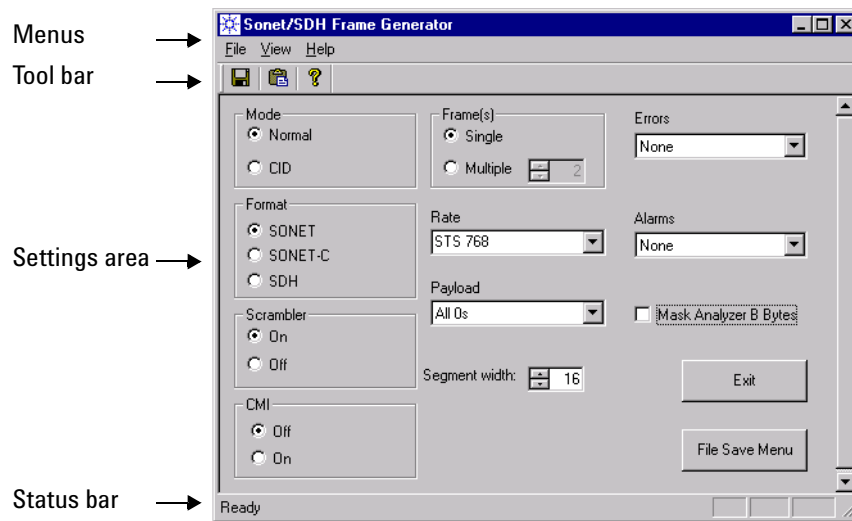 Sonet/SDH Frame Generator
Menus
File View Help
Tool bar
Mode
Normal
CID
Frame(s)
Single
Multiple 2
Errors
None
Settings area
Format
SONET
SONET-C
SDH
Rate
STS 768
Alarms
None
Payload
All 0s
Mask Analyzer B Bytes
Scrambler
On
Off
Segment width: 16
Exit
CMI
Off
On
File Save Menu
Status bar
Ready